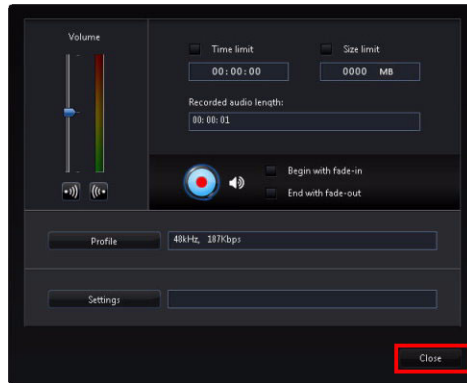 Volume
Time limit
Size limit
00:00:00
0000 MB
Recorded audio length:
00:00:01
Begin with fade-in
End with fade-out
Profile
48kHz, 187Kbps
Settings
Close